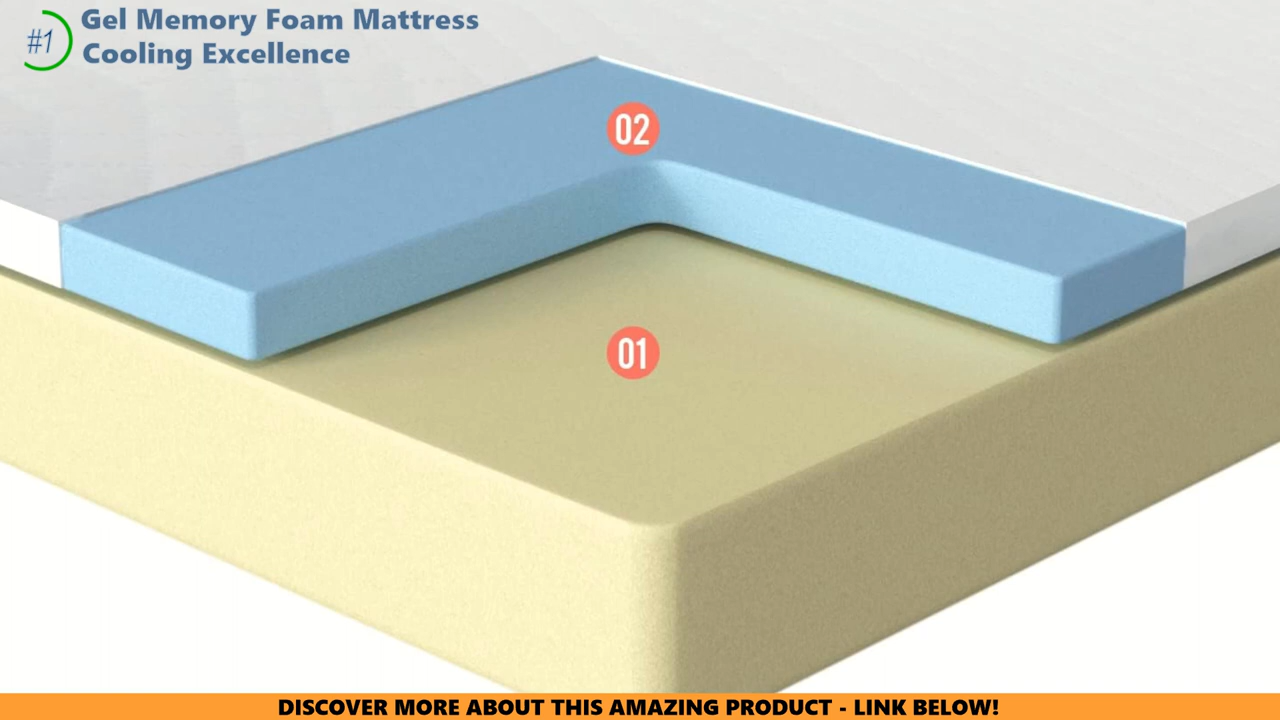 #1
Gel Memory Foam Mattress
Cooling Excellence
02
01
DISCOVER MORE ABOUT THIS AMAZING PRODUCT - LINK BELOW!